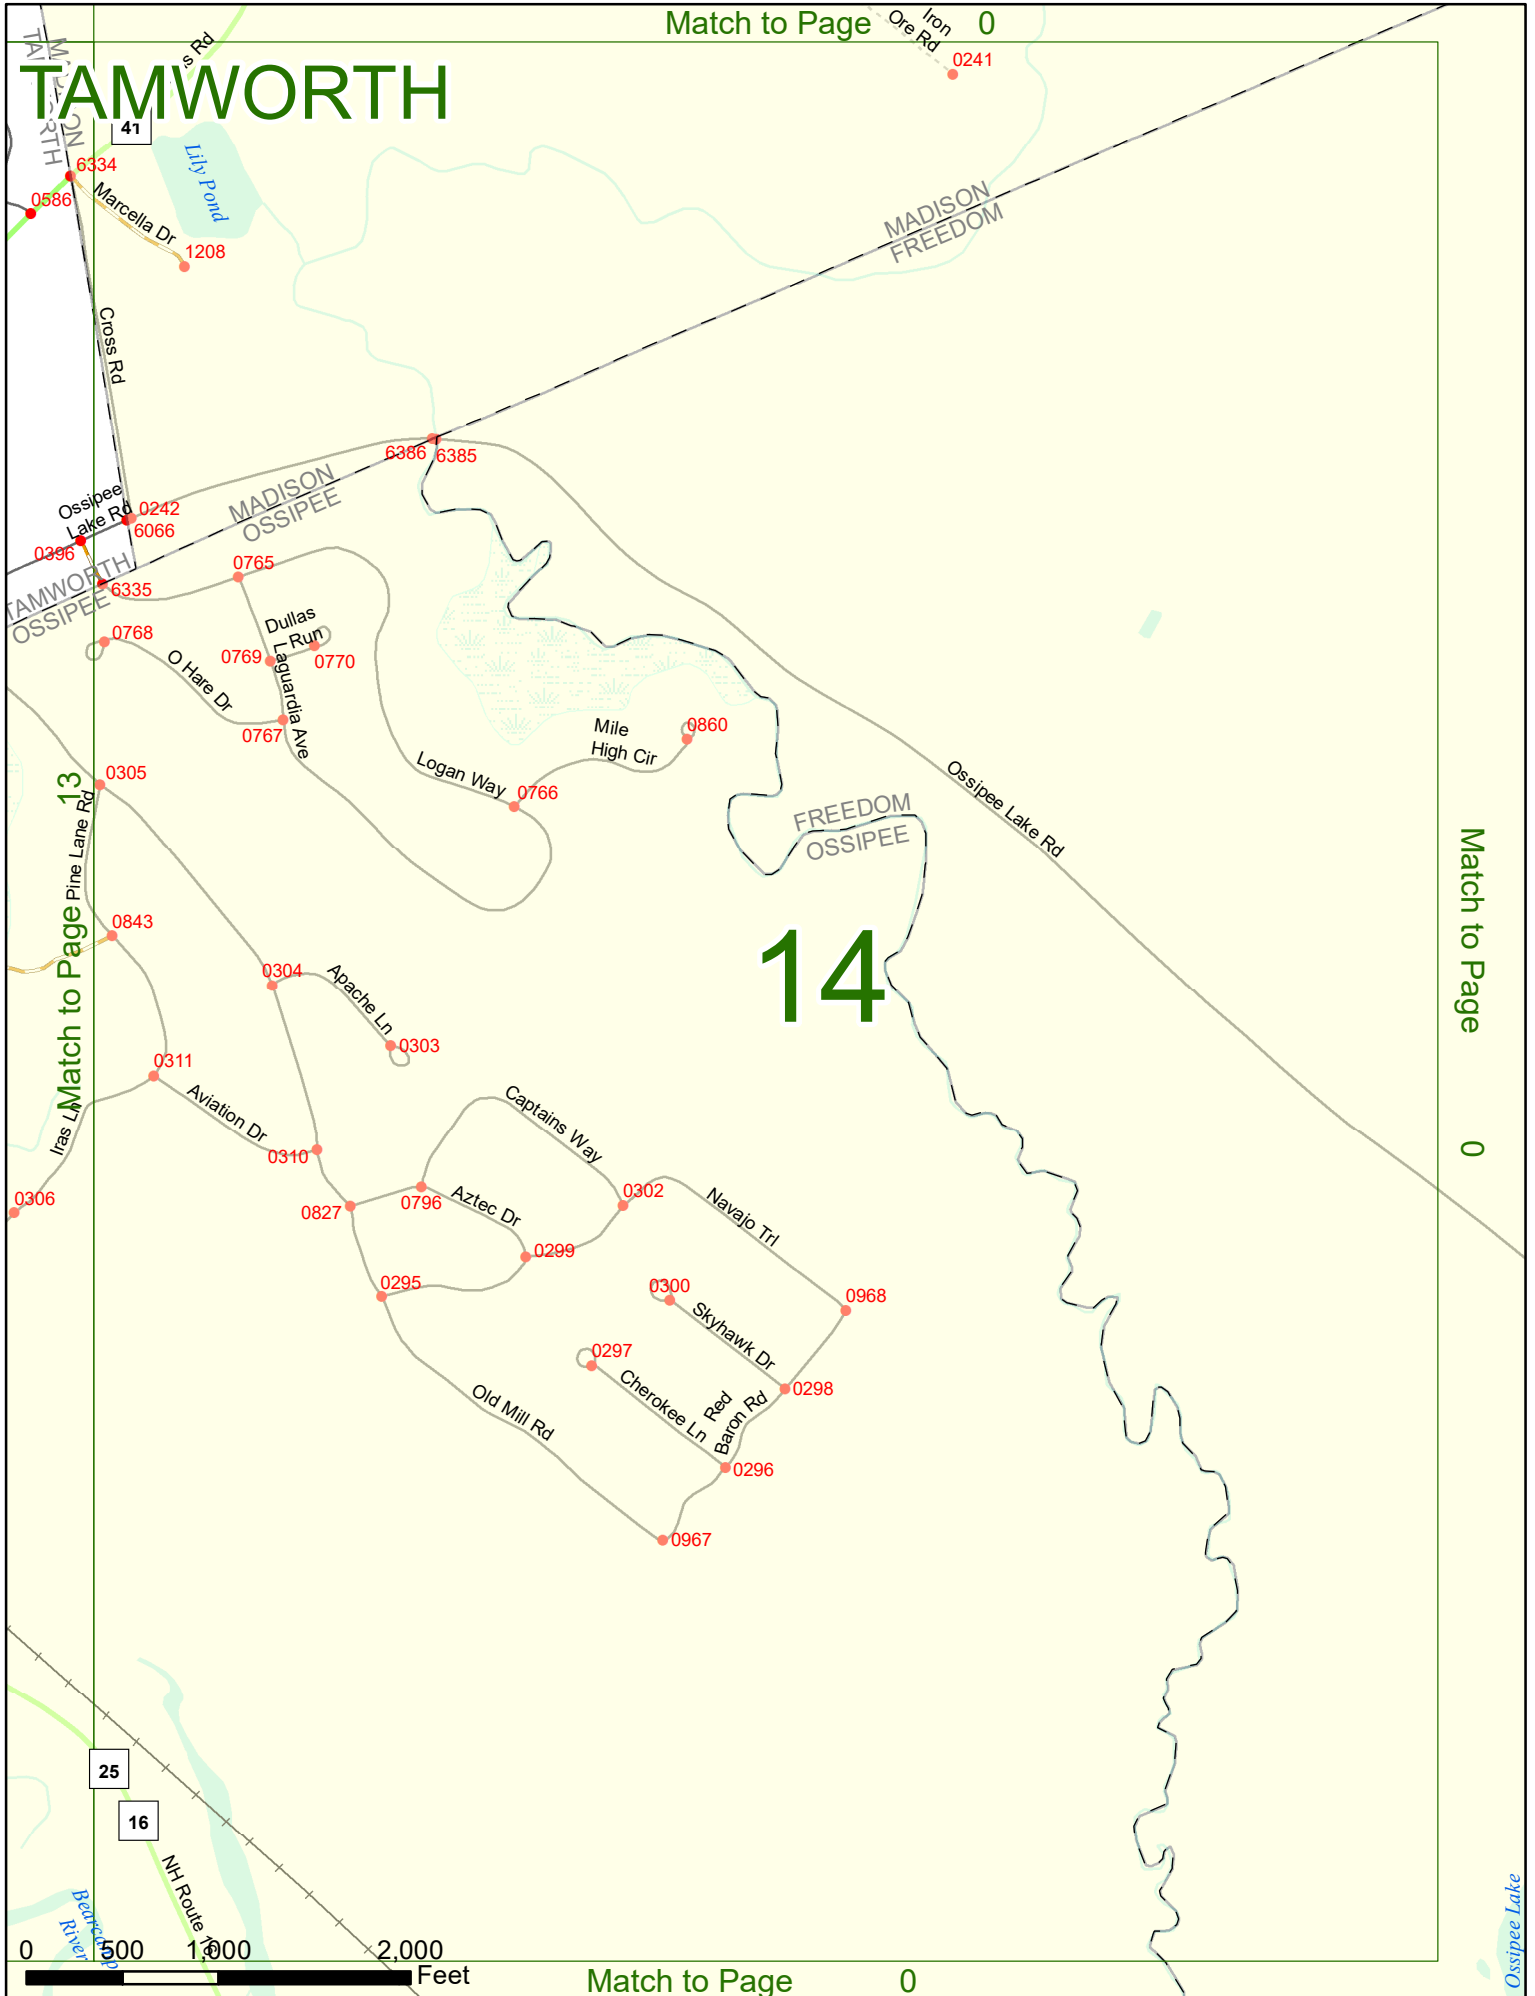 Match to Page 0
Iron
Ore Rd
0241
s Rd
TAMWORTH
MADISON
TAMWORTH
41
Lily Pond
6334
0586
Marcella Dr
1208
MADISON
FREEDOM
Cross Rd
6386
6385
MADISON
OSSIPEE
Ossipee
Lake Rd
0242
6066
0396
TAMWORTH
OSSIPEE
6335
0765
Dullas
Run
0768
0769
0770
O Hare Dr
Laguardia Ave
0767
Mile
High Cir
0860
Logan Way
0766
0305
Ossipee Lake Rd
FREEDOM
OSSIPEE
Match to Page 13
Pine Lane Rd
Match to Page 0
0843
14
0304
Apache Ln
0303
0311
Aviation Dr
Iras Ln
0310
Captains Way
0306
0827
0796
Aztec Dr
0302
Navajo Trl
0299
0295
0300
0968
Skyhawk Dr
0297
Cherokee Ln
0298
Red
Baron Rd
Old Mill Rd
0296
0967
25
16
NH Route 16
Bearcamp
River
Ossipee Lake
0 500 1,000 2,000
Feet
Match to Page 0